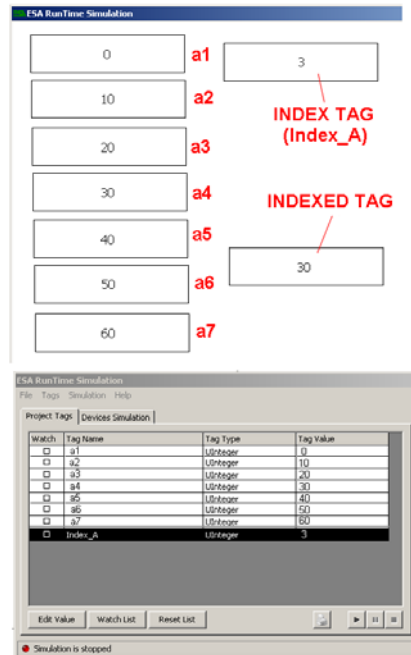 ESA RunTime Simulation
0 a1
3
10 a2
INDEX TAG
(Index_A)
20 a3
30 a4
INDEXED TAG
40 a5
30
50 a6
60 a7
ESA RunTime Simulation
File Tags Simulation Help
Project Tags Devices Simulation
Watch Tag Name Tag Type Tag Value
a1 UInteger 0
a2 UInteger 10
a3 UInteger 20
a4 UInteger 30
a5 UInteger 40
a6 UInteger 50
a7 UInteger 60
Index_A UInteger 3
Edit Value Watch List Reset List
Simulation is stopped